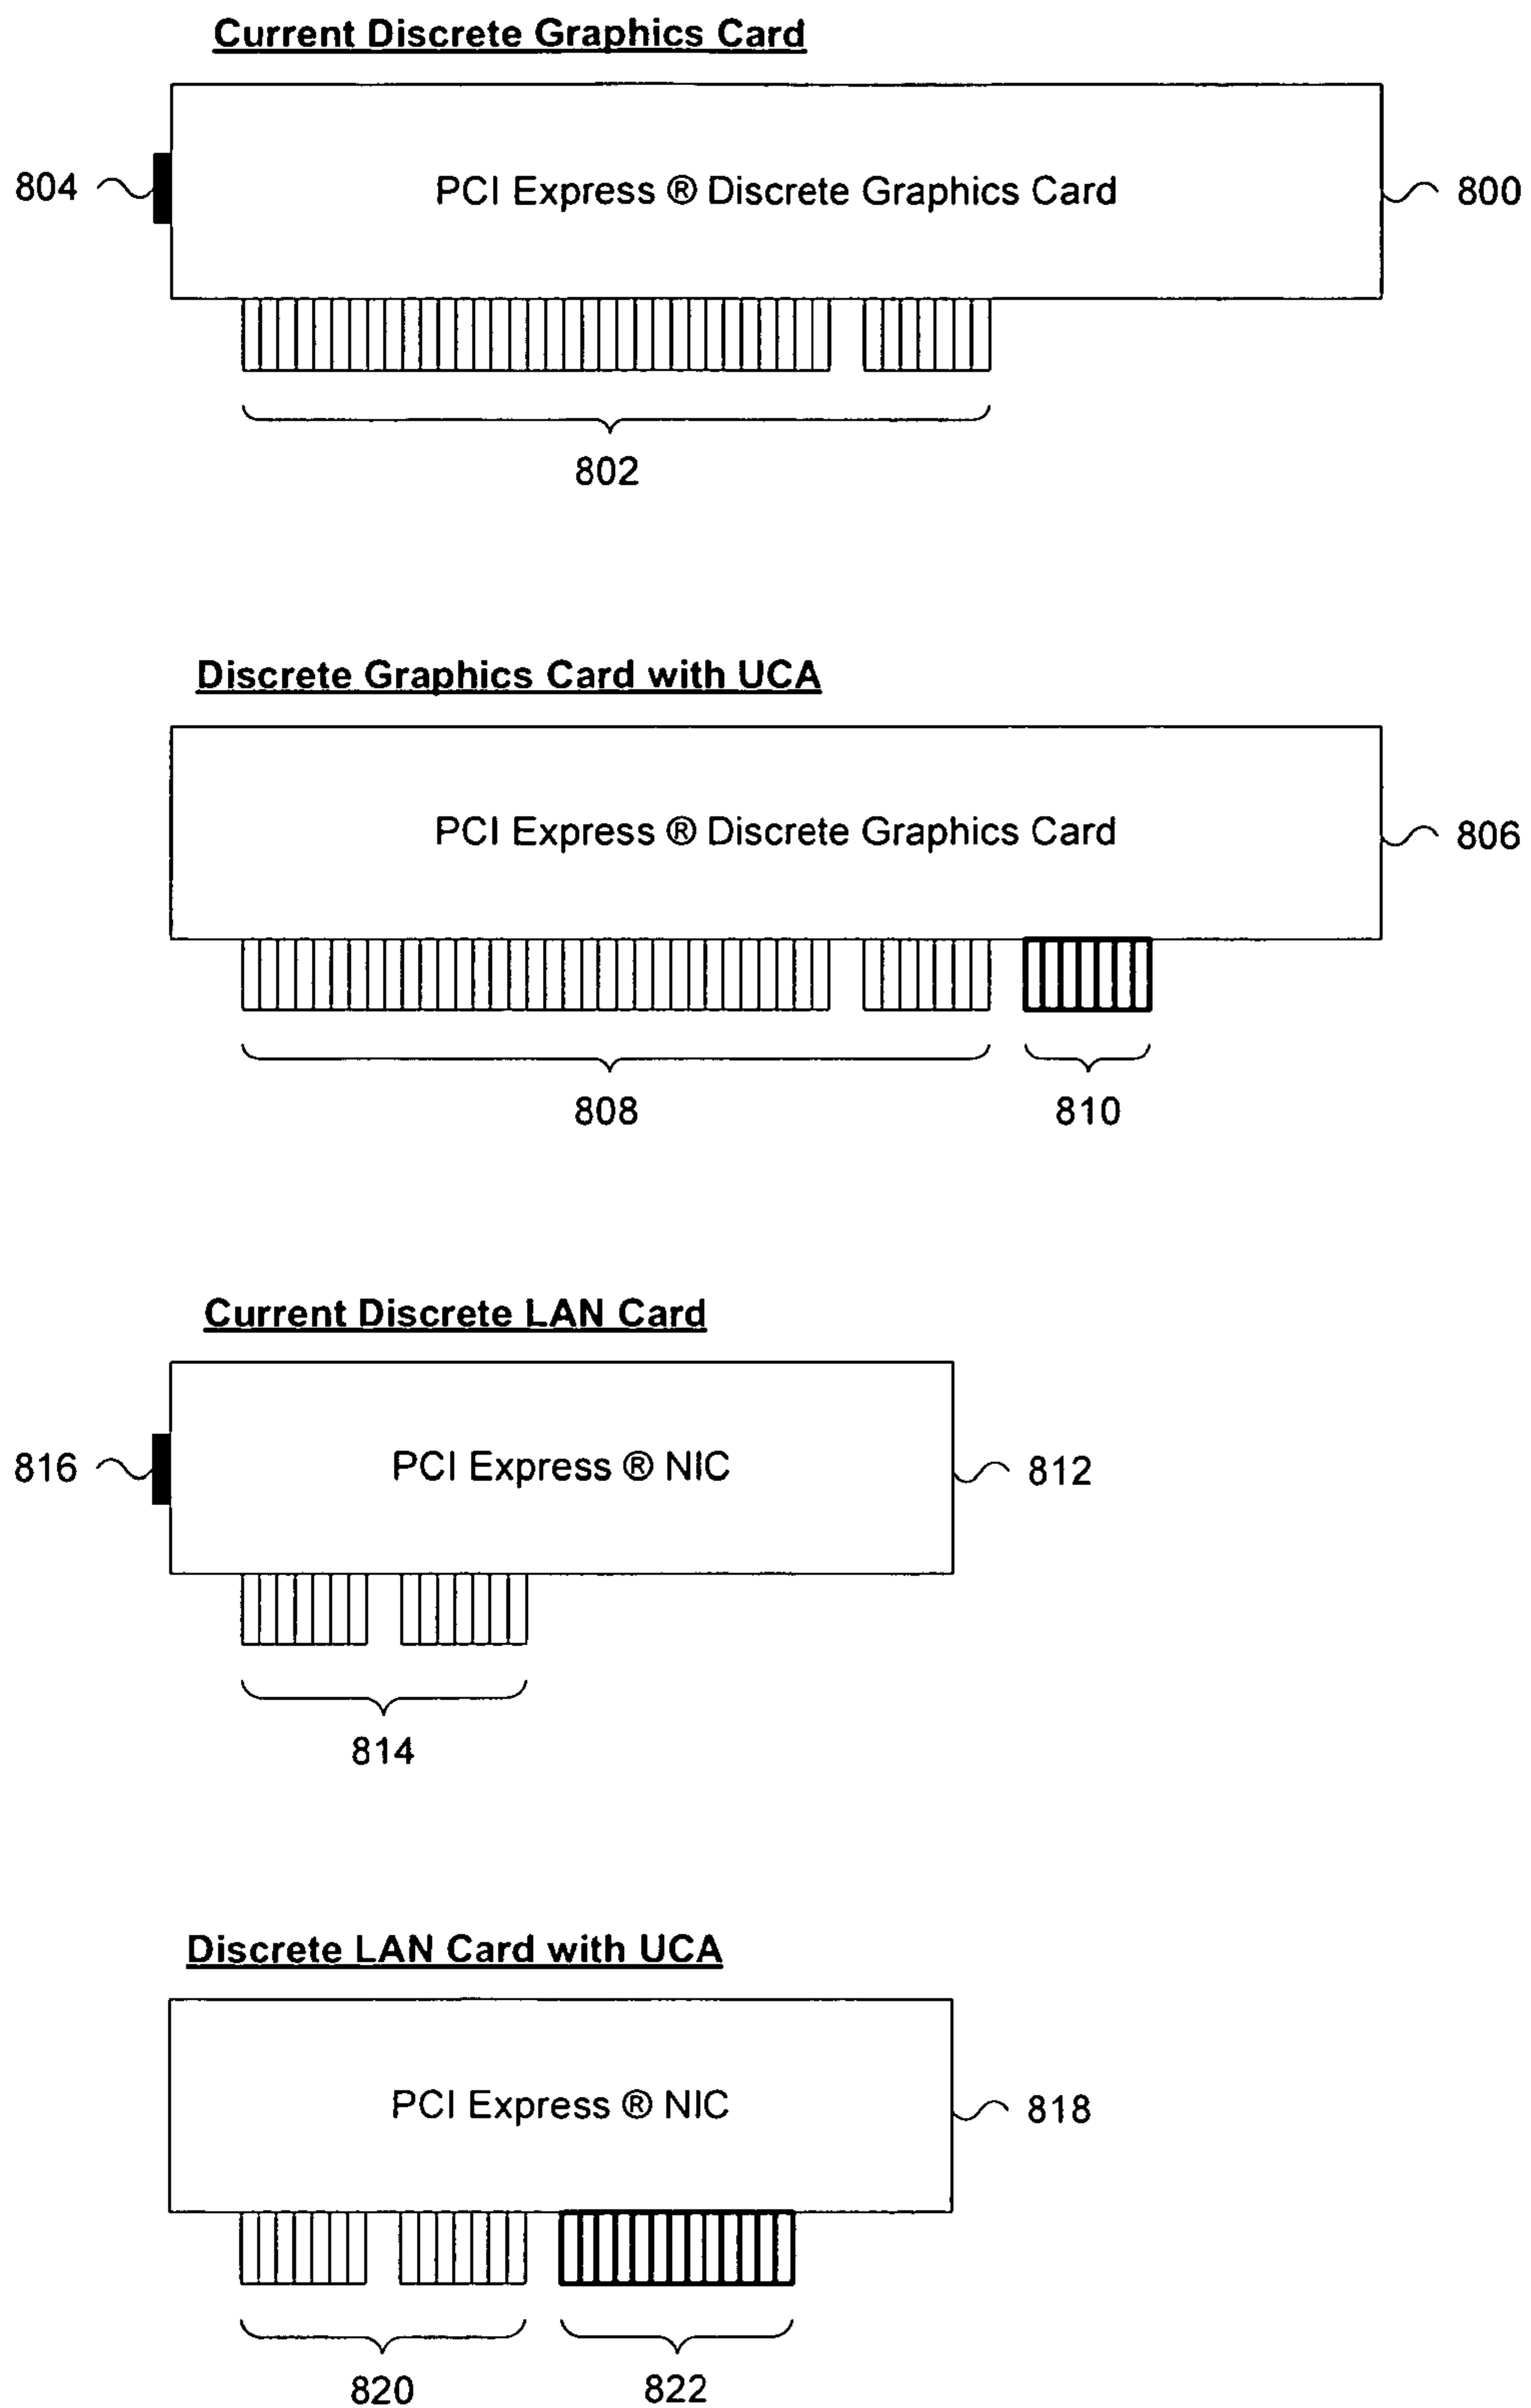 Current Discrete Graphics Card
804
PCI Express ® Discrete Graphics Card
800
802
Discrete Graphics Card with UCA
PCI Express ® Discrete Graphics Card
806
808
810
Current Discrete LAN Card
816
PCI Express ® NIC
812
814
Discrete LAN Card with UCA
PCI Express ® NIC
818
820
822